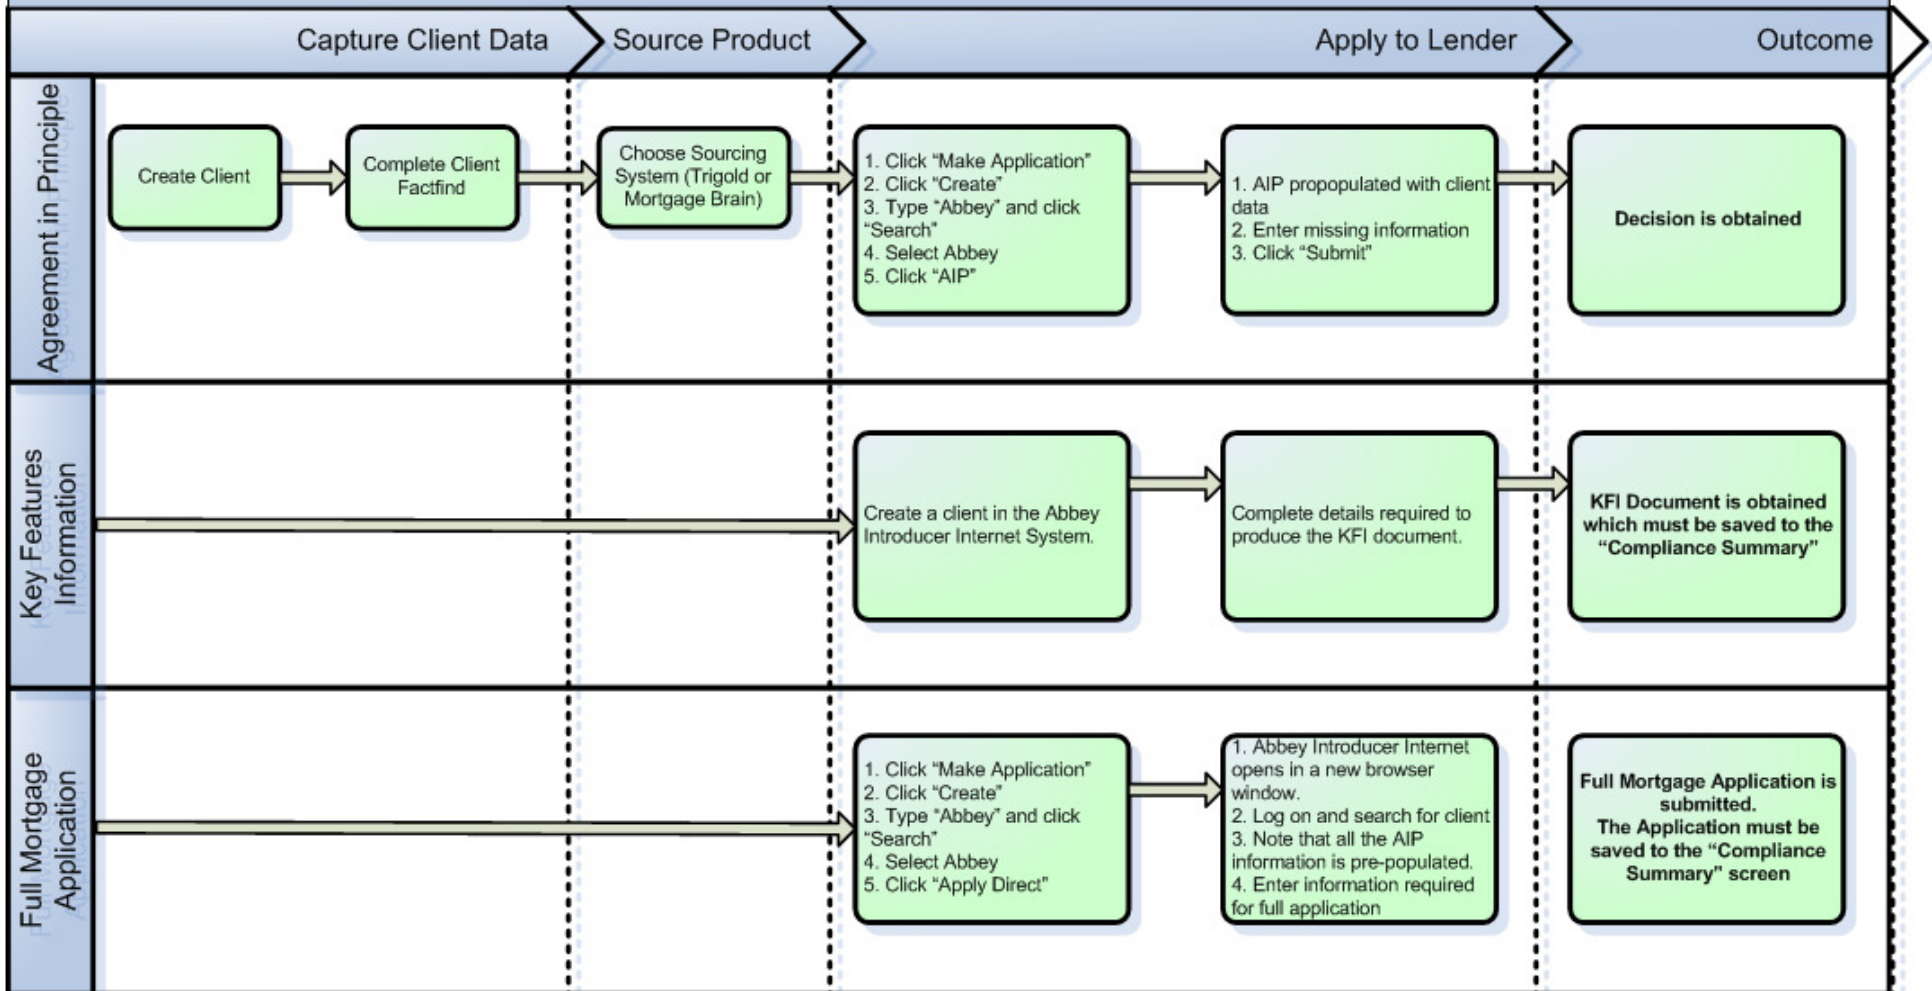 Capture Client Data
Source Product
Apply to Lender
Outcome
Agreement in Principle
Create Client
Complete Client
Factfind
Choose Sourcing
System (Trigold or
Mortgage Brain)
1. Click “Make Application”
2. Click “Create”
3. Type “Abbey” and click
“Search”
4. Select Abbey
5. Click “AIP”
1. AIP propopulated with client
data
2. Enter missing information
3. Click “Submit”
Decision is obtained
Key Features
Information
Create a client in the Abbey
Introducer Internet System.
Complete details required to
produce the KFI document.
KFI Document is obtained
which must be saved to the
“Compliance Summary”
Full Mortgage
Application
1. Click “Make Application”
2. Click “Create”
3. Type “Abbey” and click
“Search”
4. Select Abbey
5. Click “Apply Direct”
1. Abbey Introducer Internet
opens in a new browser
window.
2. Log on and search for client
3. Note that all the AIP
information is pre-populated.
4. Enter information required
for full application
Full Mortgage Application is
submitted.
The Application must be
saved to the “Compliance
Summary” screen